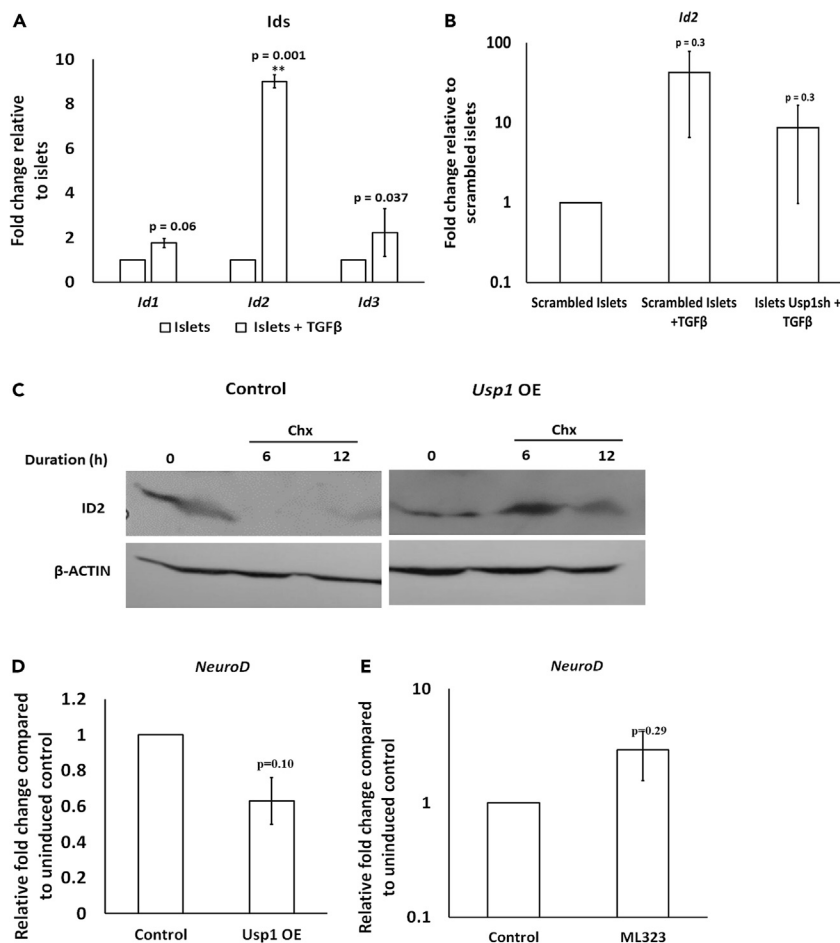 A
Ids
Fold change relative
to islets
10
8
6
4
2
0
p = 0.06
p = 0.001
**
p = 0.037
Id1
Id2
Id3
Islets
Islets + TGFβ
B
Id2
Fold change relative to
scrambled islets
100
10
1
0.1
p = 0.3
p = 0.3
Scrambled Islets
Scrambled Islets
+TGFβ
Islets Usp1sh +
TGFβ
C
Control
Usp1 OE
Chx
Chx
Duration (h)
0
6
12
0
6
12
ID2
β-ACTIN
D
NeuroD
Relative fold change compared
to uninduced control
1.2
1
0.8
0.6
0.4
0.2
0
p=0.10
Control
Usp1 OE
E
NeuroD
Relative fold change compared
to uninduced control
10
1
0.1
p=0.29
Control
ML323